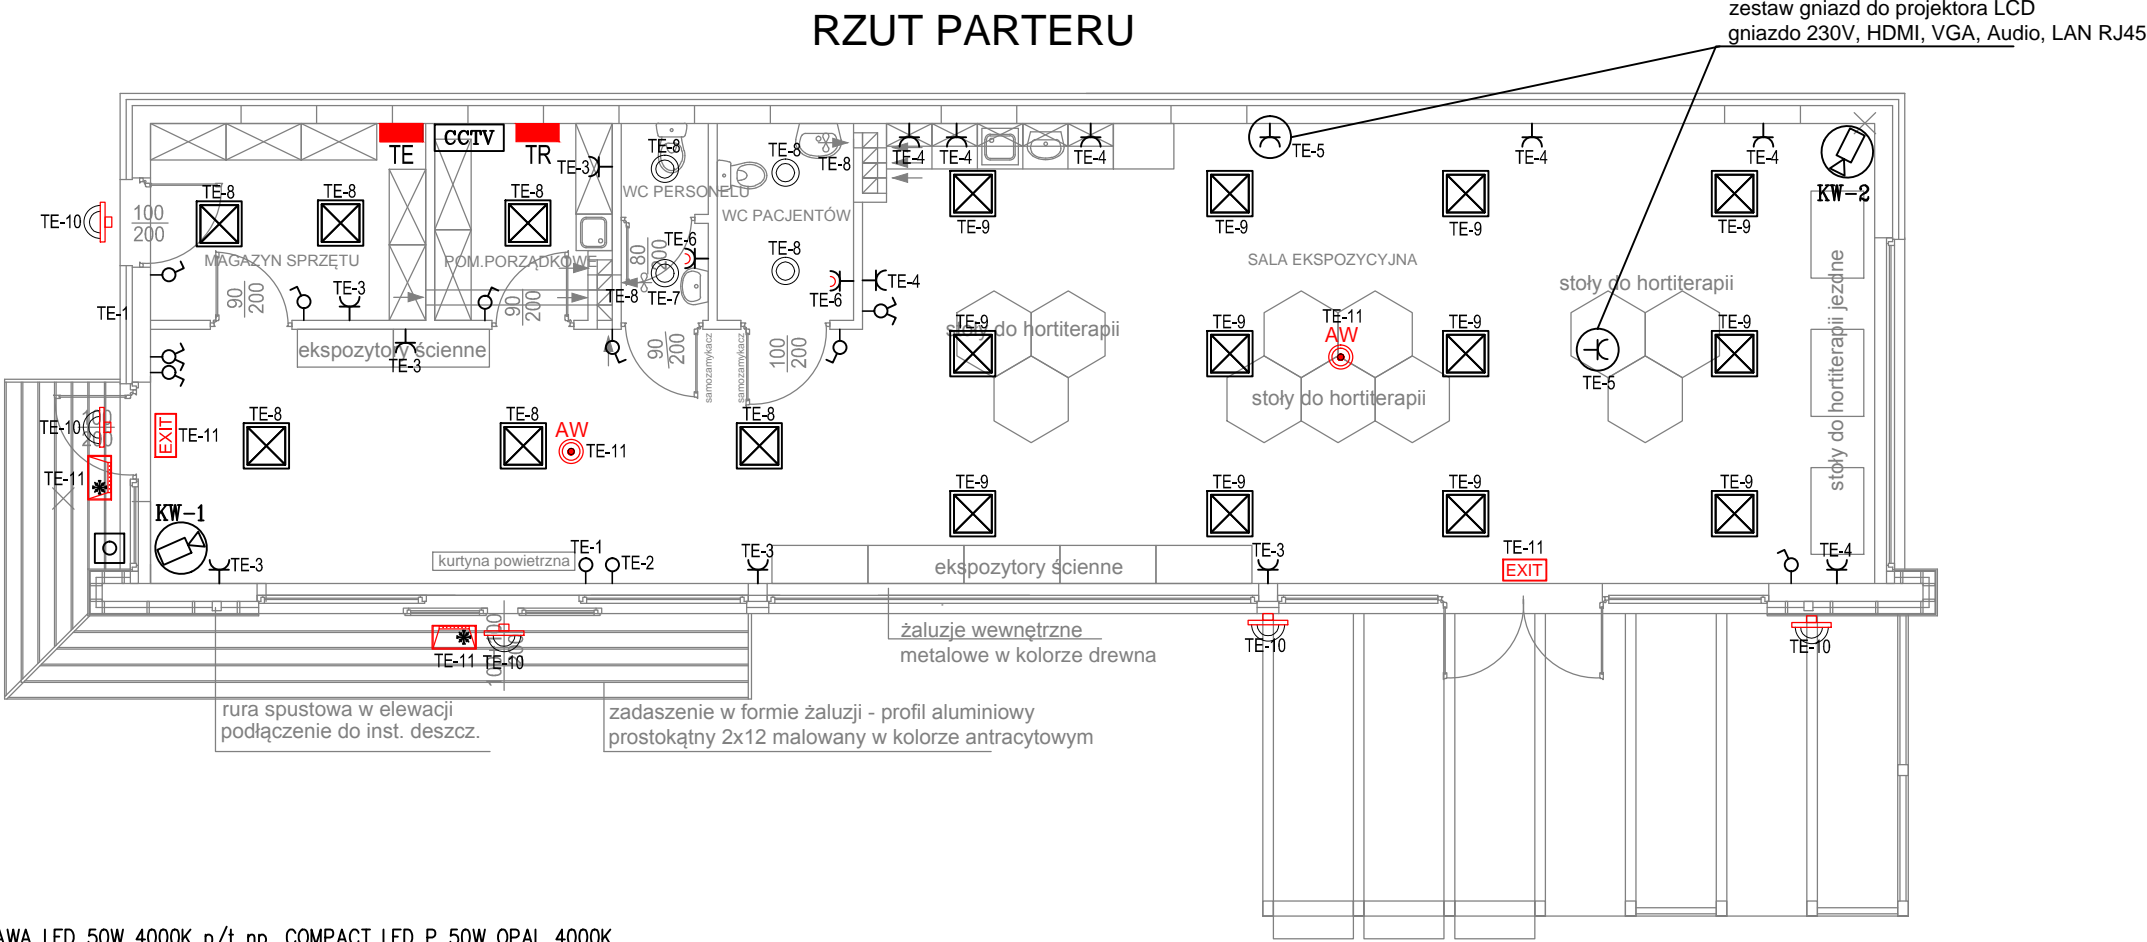 RZUT PARTERU
zestaw gniazd do projektora LCD
gniazdo 230V, HDMI, VGA, Audio, LAN RJ45
TE
CCTV
TR
TE-3
TE-8
TE-8
TE-8
TE-4
TE-4
TE-4
TE-5
TE-4
TE-4
KW-2
TE-8
TE-8
TE-8
WC PERSONELU
WC PACJENTÓW
TE-10
100
200
TE-9
TE-9
TE-9
TE-9
MAGAZYN SPRZĘTU
POM.PORZĄDKOWE
80
200
TE-6
TE-8
SALA EKSPOZYCYJNA
TE-1
90
200
TE-3
90
200
TE-8
TE-7
TE-6
TE-4
stoły do hortiterapii
stoły do hortiterapii jezdne
ekspozytory ścienne
TE-3
90
200
samozamykacz
samozamykacz
100
200
stoły do hortiterapii
TE-9
TE-9
TE-11
AW
TE-9
TE-9
TE-5
stoły do hortiterapii
TE-10
EXIT
TE-11
TE-8
TE-8
AW
TE-11
TE-8
TE-11
TE-9
TE-9
TE-9
TE-9
KW-1
TE-3
kurtyna powietrzna
TE-1
TE-2
TE-3
ekspozytory ścienne
TE-3
TE-11
EXIT
TE-4
TE-11
TE-10
żaluzje wewnętrzne
metalowe w kolorze drewna
TE-10
TE-10
rura spustowa w elewacji
podłączenie do inst. deszcz.
zadaszenie w formie żaluzji - profil aluminiowy
prostokątny 2x12 malowany w kolorze antracytowym
LED 50W 4000K p/t np. COMPACT LED P 50W OPAL 4000K